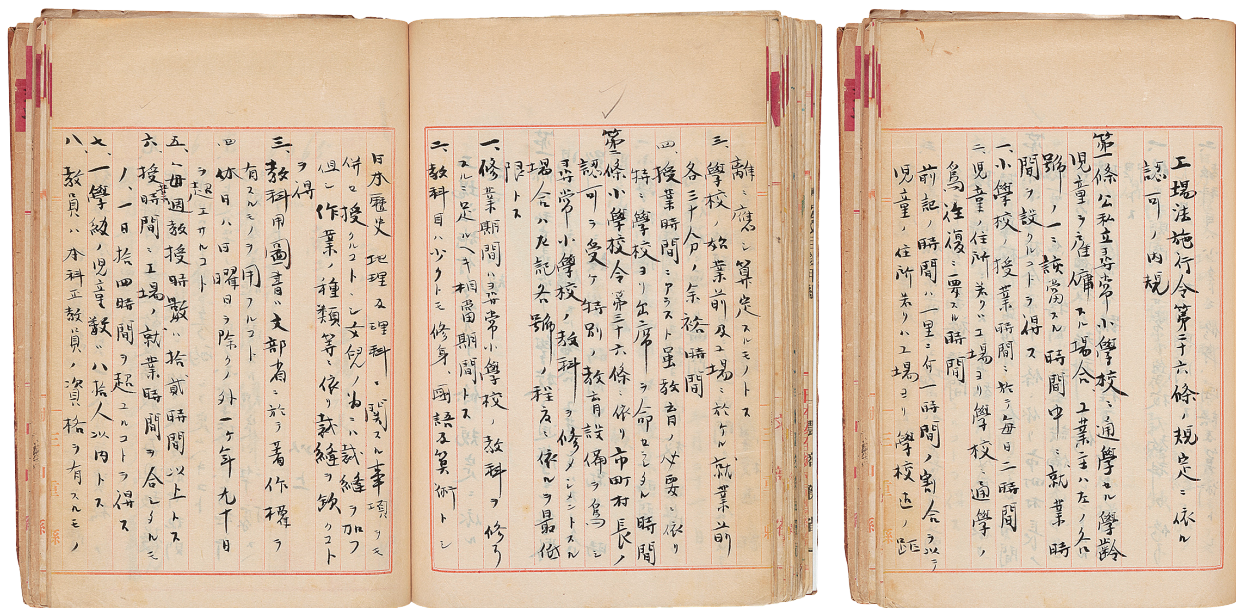 工場法施行令第二十六條ノ規定ニ依ル
認可ノ内規
第一條公私立尋常小學校ニ通學セル學齡
兒童ヲ雇傭スル場合ハ工業主ハ左ノ各
號ノ一ニ該當スル時間中ニ就業時
間ヲ設クルコトヲ得ス
一、小學校ノ授業時間ニ於テ毎日二時間
二、兒童ノ住所若クハ工場ヨリ學校ニ通學ノ
爲往復ニ要スル時間
前記ノ時間ハ一里ニ付一時間ノ割合ヲ以テ
兒童ノ住所若クハ工場ヨリ學校迄ノ距
離ニ應シ算定スルモノトス
三、學校ノ始業前及工場ニ於ケル就業前
各三十分ノ余裕時間
四、授業時間ニアラスト雖教育ノ必要ニ依リ
特ニ學校ヨリ出席ヲ命セシメタル時間
第二條小學校令第三十六條ニ依リ市町村長ノ
認可ヲ受ケ特別ノ教育設備ヲ爲シ
尋常小學校ノ教科ヲ修メシメントスル
場合ハ左記各號ノ程度ニ依ルヲ最低
限トス
一、修業期間ハ尋常小學校ノ教科ヲ修了
スルニ足ルヘキ相當期間トス
二、教科目ハ少クトモ修身、國語及算術トシ
日本歴史、地理及理科ニ関スル事項ヲモ
併セ授クルコトシ女兒ノ爲ニハ裁縫ヲ加フ
但シ作業ノ種類等ニ依リ裁縫ヲ欠クコト
ヲ得
三、教科用圖書ハ文部省ニ於テ著作權ヲ
有スルモノヲ用フルコト
四、休日ハ日曜日ヲ除クノ外一ケ年九十日
ヲ超エサルコト
五、毎週教授時數ハ拾貳時間以上トス
六、授業時間ニ工場ノ就業時間ヲ合シタルモ
ノハ一日拾四時間ヲ超ユルコトヲ得ス
七、一學級ノ兒童數ハ八拾人以内トス
八、教員ハ本科正教員ノ資格ヲ有スルモノ